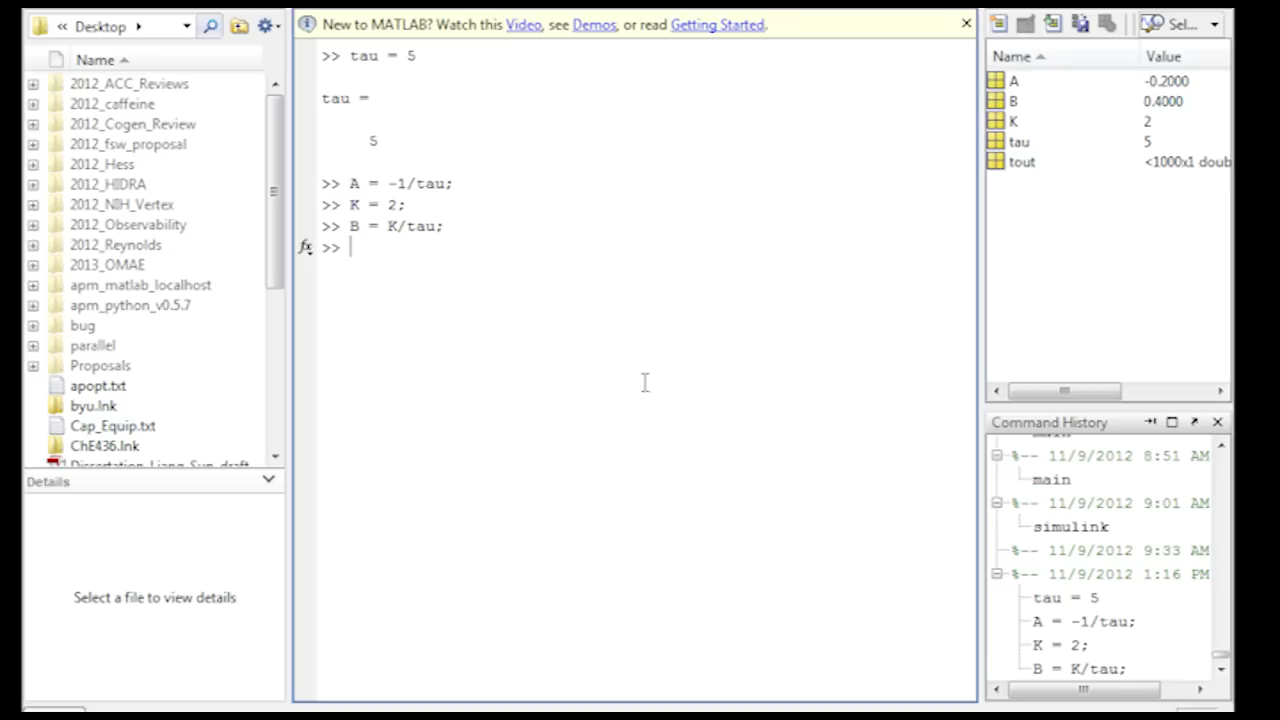 « Desktop
Name
2012_ACC_Reviews
2012_caffeine
2012_Cogen_Review
2012_fsw_proposal
2012_Hess
2012_HIDRA
2012_NIH_Vertex
2012_Observability
2012_Reynolds
2013_OMAE
apm_matlab_localhost
apm_python_v0.5.7
bug
parallel
Proposals
apopt.txt
byu.lnk
Cap_Equip.txt
ChE436.lnk
Dissertation_Liang_Sun_draft
Details
Select a file to view details
New to MATLAB? Watch this Video, see Demos, or read Getting Started.
>> tau = 5
tau =
5
>> A = -1/tau;
>> K = 2;
>> B = K/tau;
fx >>
Sel...
Name Value
A -0.2000
B 0.4000
K 2
tau 5
tout <1000x1 doub
Command History
main
%-- 11/9/2012 8:51 AM
main
%-- 11/9/2012 9:01 AM
simulink
%-- 11/9/2012 9:33 AM
%-- 11/9/2012 1:16 PM
tau = 5
A = -1/tau;
K = 2;
B = K/tau;